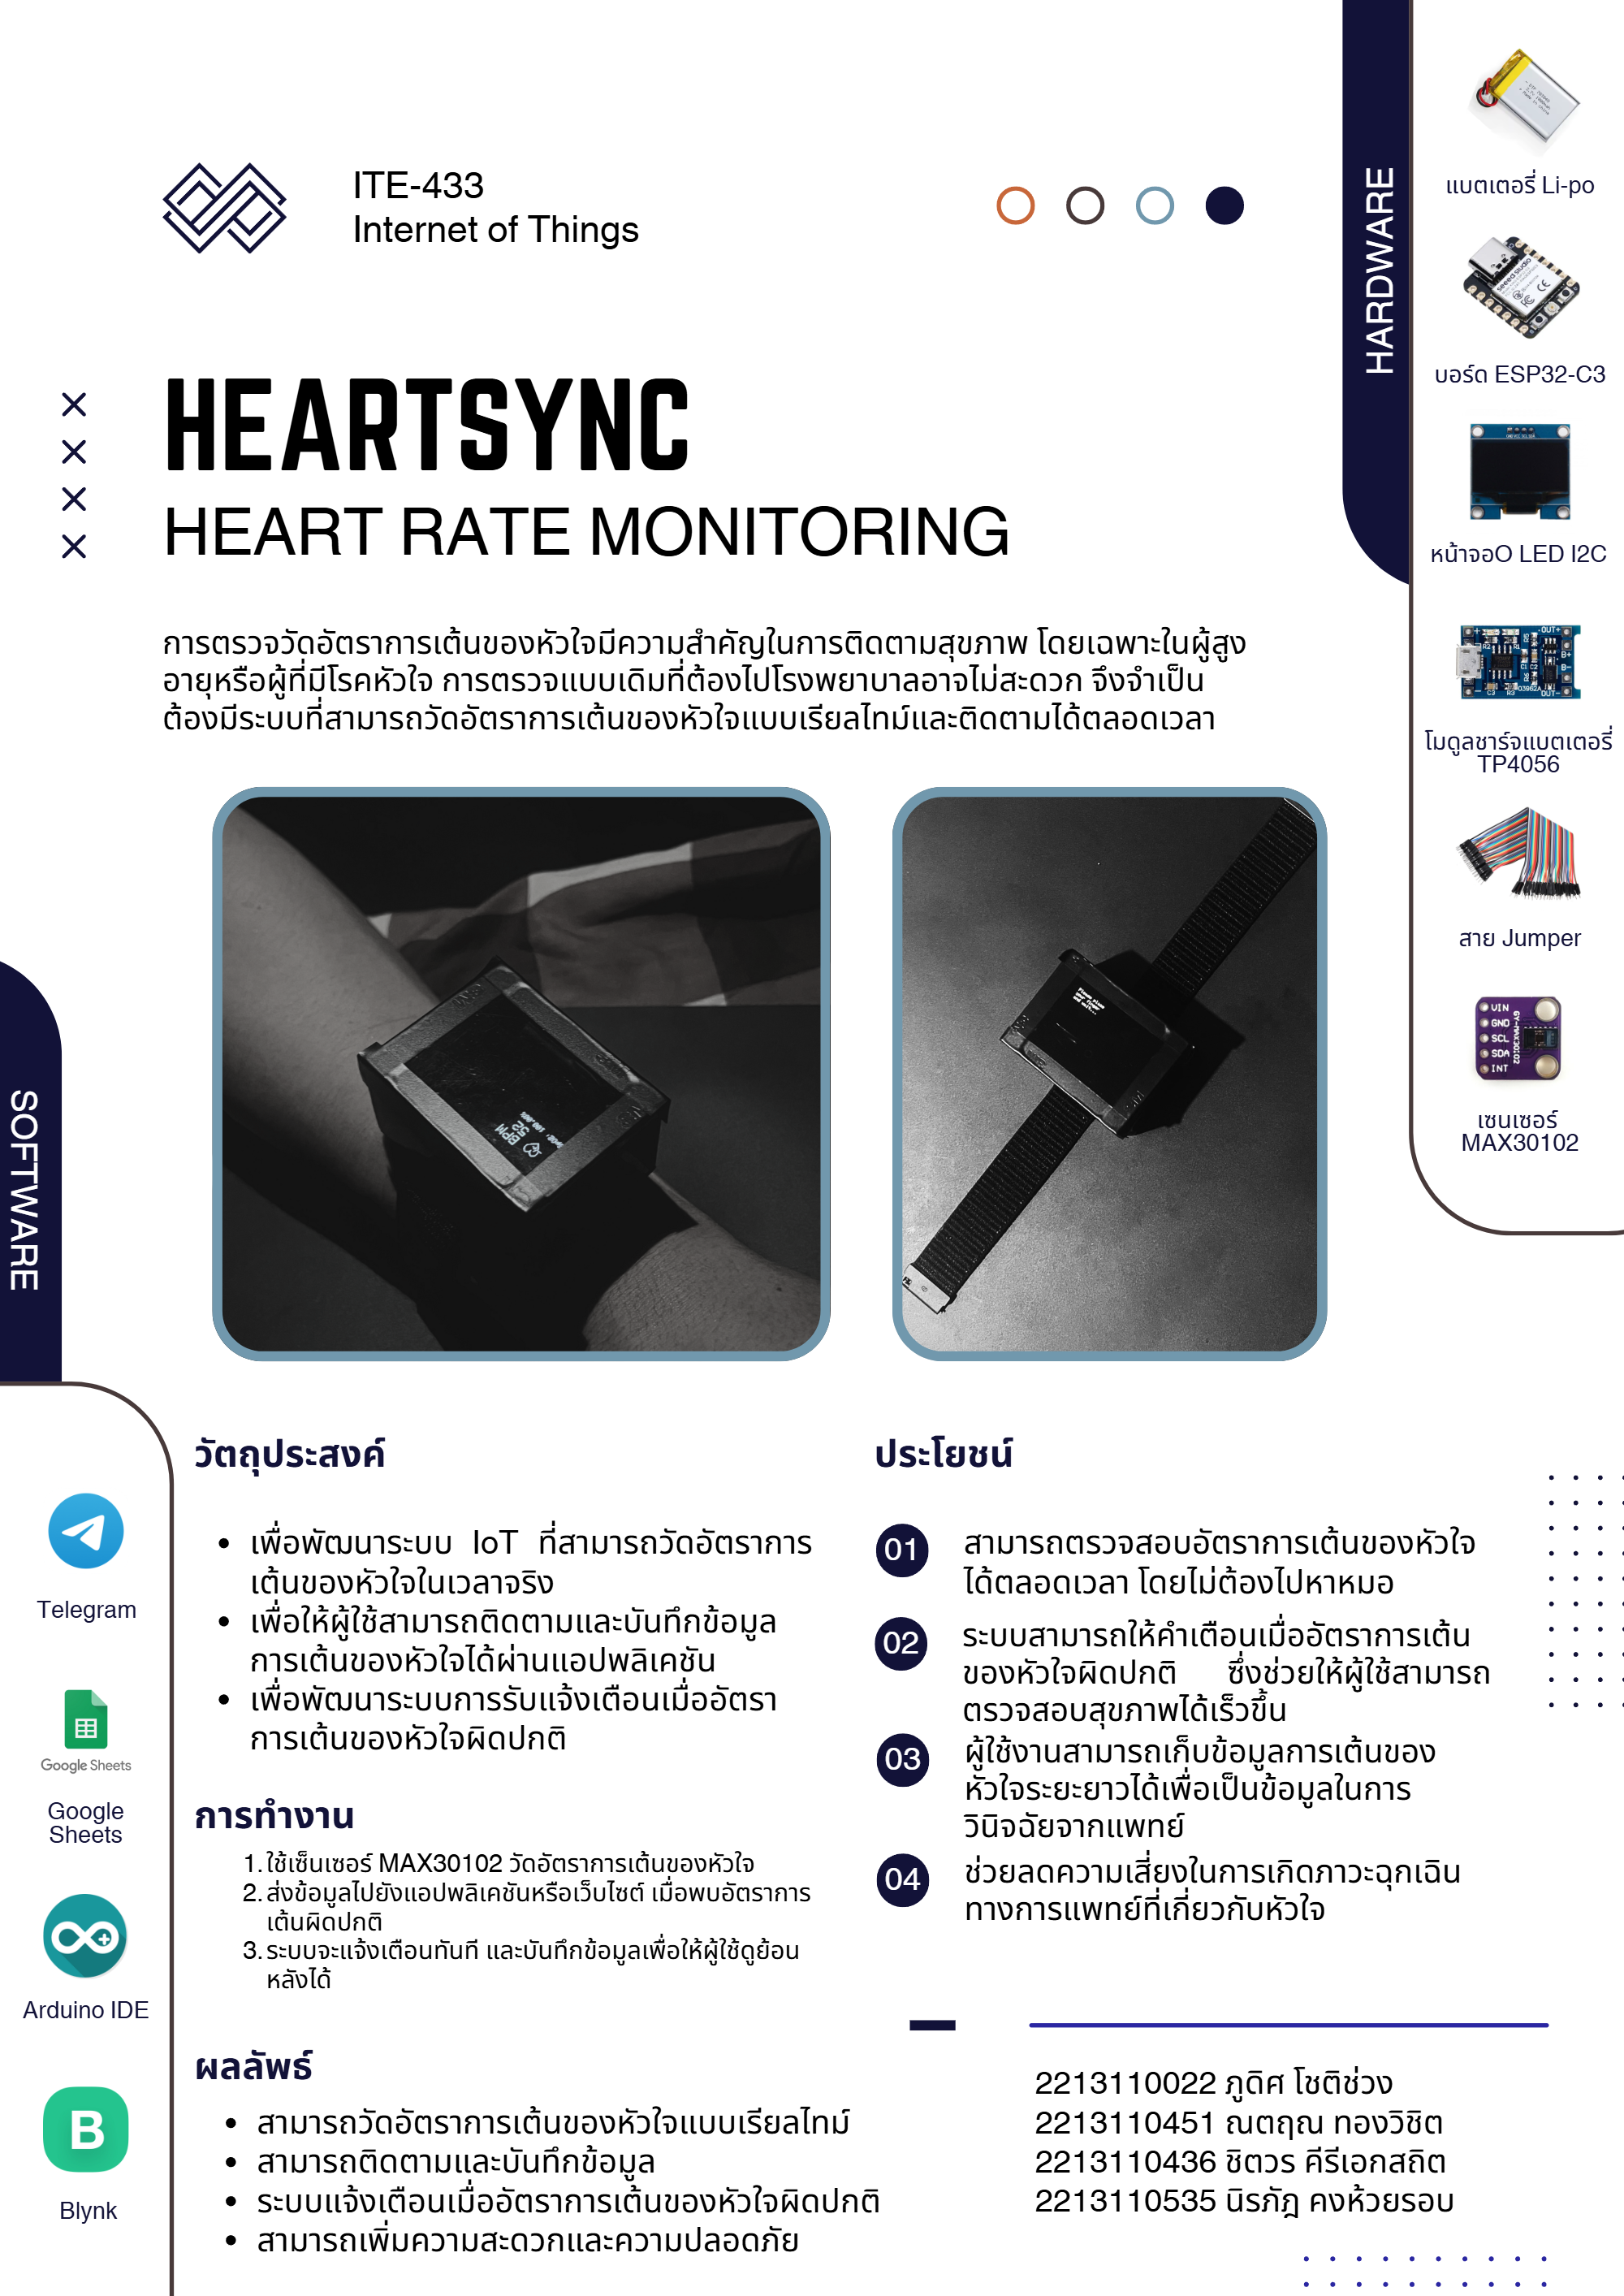 ITE-433
Internet of Things
HARDWARE
แบตเตอรี่ Li-po
seeed studio
FC CE
บอร์ด ESP32-C3
หน้าจอO LED I2C
OUT+
B+
B-
OUT-
โมดูลชาร์จแบตเตอรี่
TP4056
สาย Jumper
VIN
GND
SCL
SDA
INT
GY-MAX30102
เซนเซอร์
MAX30102
HEARTSYNC
HEART RATE MONITORING
การตรวจวัดอัตราการเต้นของหัวใจมีความสำคัญในการติดตามสุขภาพ โดยเฉพาะในผู้สูง
อายุหรือผู้ที่มีโรคหัวใจ การตรวจแบบเดิมที่ต้องไปโรงพยาบาลอาจไม่สะดวก จึงจำเป็น
ต้องมีระบบที่สามารถวัดอัตราการเต้นของหัวใจแบบเรียลไทม์และติดตามได้ตลอดเวลา
BPM
52
Please place
your finger
and wait...
SOFTWARE
Telegram
Google Sheets
Google
Sheets
Arduino IDE
B
Blynk
วัตถุประสงค์
• เพื่อพัฒนาระบบ IoT ที่สามารถวัดอัตราการ
เต้นของหัวใจในเวลาจริง
• เพื่อให้ผู้ใช้สามารถติดตามและบันทึกข้อมูล
การเต้นของหัวใจได้ผ่านแอปพลิเคชัน
• เพื่อพัฒนาระบบการรับแจ้งเตือนเมื่ออัตรา
การเต้นของหัวใจผิดปกติ
การทำงาน
1. ใช้เซ็นเซอร์ MAX30102 วัดอัตราการเต้นของหัวใจ
2. ส่งข้อมูลไปยังแอปพลิเคชันหรือเว็บไซต์ เมื่อพบอัตราการ
เต้นผิดปกติ
3. ระบบจะแจ้งเตือนทันที และบันทึกข้อมูลเพื่อให้ผู้ใช้ดูย้อน
หลังได้
ผลลัพธ์
• สามารถวัดอัตราการเต้นของหัวใจแบบเรียลไทม์
• สามารถติดตามและบันทึกข้อมูล
• ระบบแจ้งเตือนเมื่ออัตราการเต้นของหัวใจผิดปกติ
• สามารถเพิ่มความสะดวกและความปลอดภัย
ประโยชน์
01 สามารถตรวจสอบอัตราการเต้นของหัวใจ
ได้ตลอดเวลา โดยไม่ต้องไปหาหมอ
02 ระบบสามารถให้คำเตือนเมื่ออัตราการเต้น
ของหัวใจผิดปกติ ซึ่งช่วยให้ผู้ใช้สามารถ
ตรวจสอบสุขภาพได้เร็วขึ้น
03 ผู้ใช้งานสามารถเก็บข้อมูลการเต้นของ
หัวใจระยะยาวได้เพื่อเป็นข้อมูลในการ
วินิจฉัยจากแพทย์
04 ช่วยลดความเสี่ยงในการเกิดภาวะฉุกเฉิน
ทางการแพทย์ที่เกี่ยวกับหัวใจ
2213110022 ภูดิศ โชติช่วง
2213110451 ณตฤณ ทองวิชิต
2213110436 ชิตวร คีรีเอกสถิต
2213110535 นิรภัฎ คงห้วยรอบ